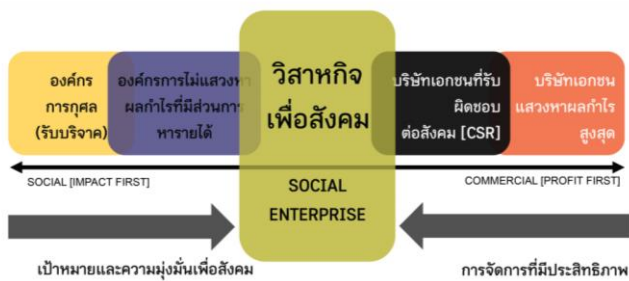 องค์กร
การกุศล
(รับบริจาค)
องค์กรการไม่แสวงหา
ผลกำไรที่มีส่วนการ
หารายได้
วิสาหกิจ
เพื่อสังคม
บริษัทเอกชนที่รับ
ผิดชอบ
ต่อสังคม [CSR]
บริษัทเอกชน
แสวงหาผลกำไร
สูงสุด
SOCIAL [IMPACT FIRST]
SOCIAL
ENTERPRISE
COMMERCIAL [PROFIT FIRST]
เป้าหมายและความมุ่งมั่นเพื่อสังคม
การจัดการที่มีประสิทธิภาพ